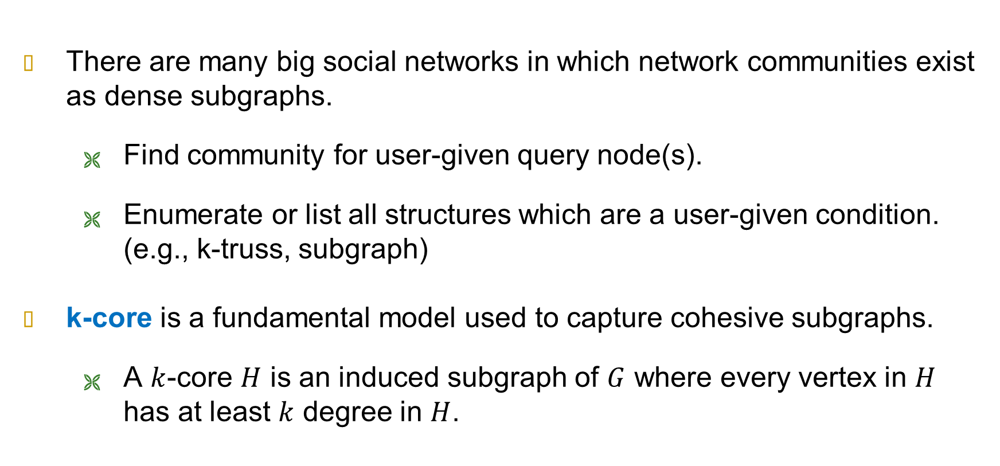 There are many big social networks in which network communities exist
as dense subgraphs.
Find community for user-given query node(s).
Enumerate or list all structures which are a user-given condition.
(e.g., k-truss, subgraph)
k-core is a fundamental model used to capture cohesive subgraphs.
A 𝑘-core 𝐻 is an induced subgraph of 𝐺 where every vertex in 𝐻
has at least 𝑘 degree in 𝐻.